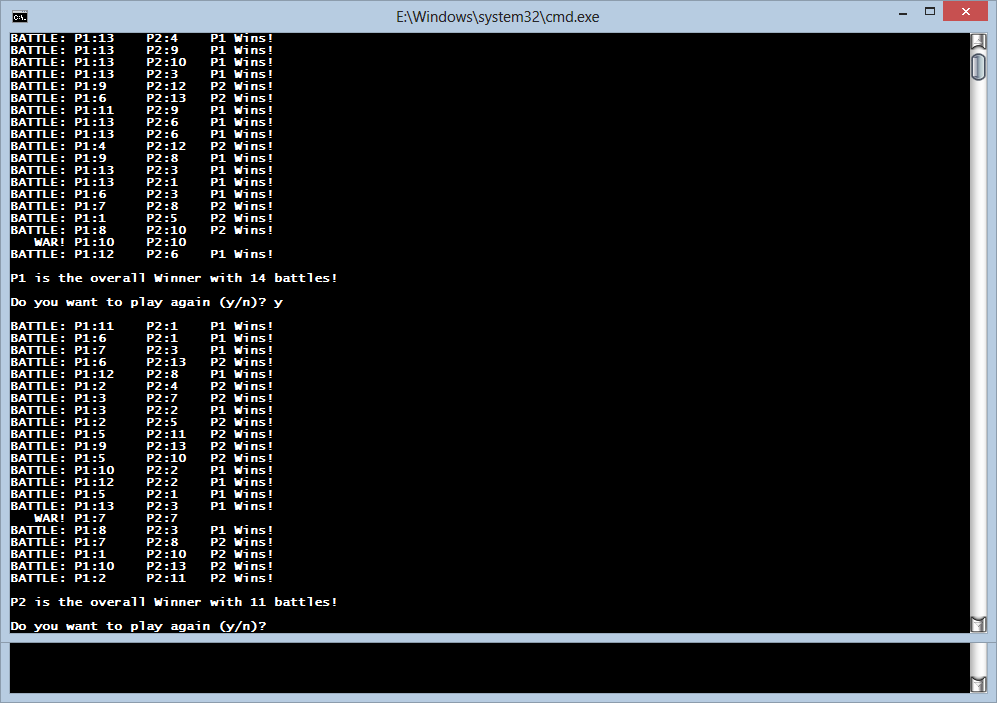 E:\Windows\system32\cmd.exe
BATTLE: P1:13    P2:4    P1 Wins!
BATTLE: P1:13    P2:9    P1 Wins!
BATTLE: P1:13    P2:10   P1 Wins!
BATTLE: P1:13    P2:3    P1 Wins!
BATTLE: P1:9     P2:12   P2 Wins!
BATTLE: P1:6     P2:13   P2 Wins!
BATTLE: P1:11    P2:9    P1 Wins!
BATTLE: P1:13    P2:6    P1 Wins!
BATTLE: P1:13    P2:6    P1 Wins!
BATTLE: P1:4     P2:12   P2 Wins!
BATTLE: P1:9     P2:8    P1 Wins!
BATTLE: P1:13    P2:3    P1 Wins!
BATTLE: P1:13    P2:1    P1 Wins!
BATTLE: P1:6     P2:3    P1 Wins!
BATTLE: P1:7     P2:8    P2 Wins!
BATTLE: P1:1     P2:5    P2 Wins!
BATTLE: P1:8     P2:10   P2 Wins!
   WAR! P1:10    P2:10
BATTLE: P1:12    P2:6    P1 Wins!
P1 is the overall Winner with 14 battles!
Do you want to play again (y/n)? y
BATTLE: P1:11    P2:1    P1 Wins!
BATTLE: P1:6     P2:1    P1 Wins!
BATTLE: P1:7     P2:3    P1 Wins!
BATTLE: P1:6     P2:13   P2 Wins!
BATTLE: P1:12    P2:8    P1 Wins!
BATTLE: P1:2     P2:4    P2 Wins!
BATTLE: P1:3     P2:7    P2 Wins!
BATTLE: P1:3     P2:2    P1 Wins!
BATTLE: P1:2     P2:5    P2 Wins!
BATTLE: P1:5     P2:11   P2 Wins!
BATTLE: P1:9     P2:13   P2 Wins!
BATTLE: P1:5     P2:10   P2 Wins!
BATTLE: P1:10    P2:2    P1 Wins!
BATTLE: P1:12    P2:2    P1 Wins!
BATTLE: P1:5     P2:1    P1 Wins!
BATTLE: P1:13    P2:3    P1 Wins!
   WAR! P1:7     P2:7
BATTLE: P1:8     P2:3    P1 Wins!
BATTLE: P1:7     P2:8    P2 Wins!
BATTLE: P1:1     P2:10   P2 Wins!
BATTLE: P1:10    P2:13   P2 Wins!
BATTLE: P1:2     P2:11   P2 Wins!
P2 is the overall Winner with 11 battles!
Do you want to play again (y/n)?